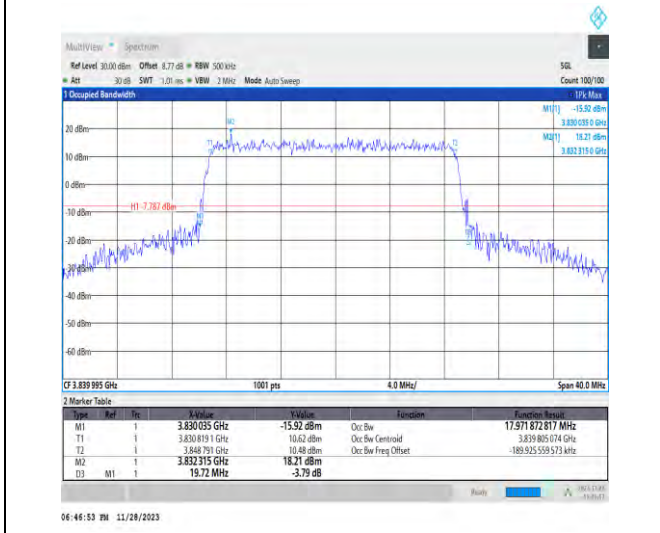 MultiView Spectrum
Ref Level 30.00 dBm Offset 8.77 dB RBW 500 kHz SGL
Att 30 dB SWT 1.01 ms VBW 2 MHz Mode Auto Sweep Count 100/100
1 Occupied Bandwidth 1Pk Max
M1[1] -15.92 dBm
3.830 035 0 GHz
M2[1] 18.21 dBm
3.832 315 0 GHz
M2
T1
T2
20 dBm
10 dBm
0 dBm
H1 -7.787 dBm
-10 dBm
-20 dBm
-30 dBm
-40 dBm
-50 dBm
-60 dBm
CF 3.839 995 GHz 1001 pts 4.0 MHz/ Span 40.0 MHz
2 Marker Table
Type Ref Trc X-Value Y-Value Function Function Result
M1 1 3.830 035 GHz -15.92 dBm Occ Bw 17.971 872 817 MHz
T1 1 3.830 819 1 GHz 10.62 dBm Occ Bw Centroid 3.839 805 074 GHz
T2 1 3.848 791 GHz 10.48 dBm Occ Bw Freq Offset -189.925 559 573 kHz
M2 1 3.832 315 GHz 18.21 dBm
D3 M1 1 19.72 MHz -3.79 dB
Ready
06:46:53 PM 11/28/2023